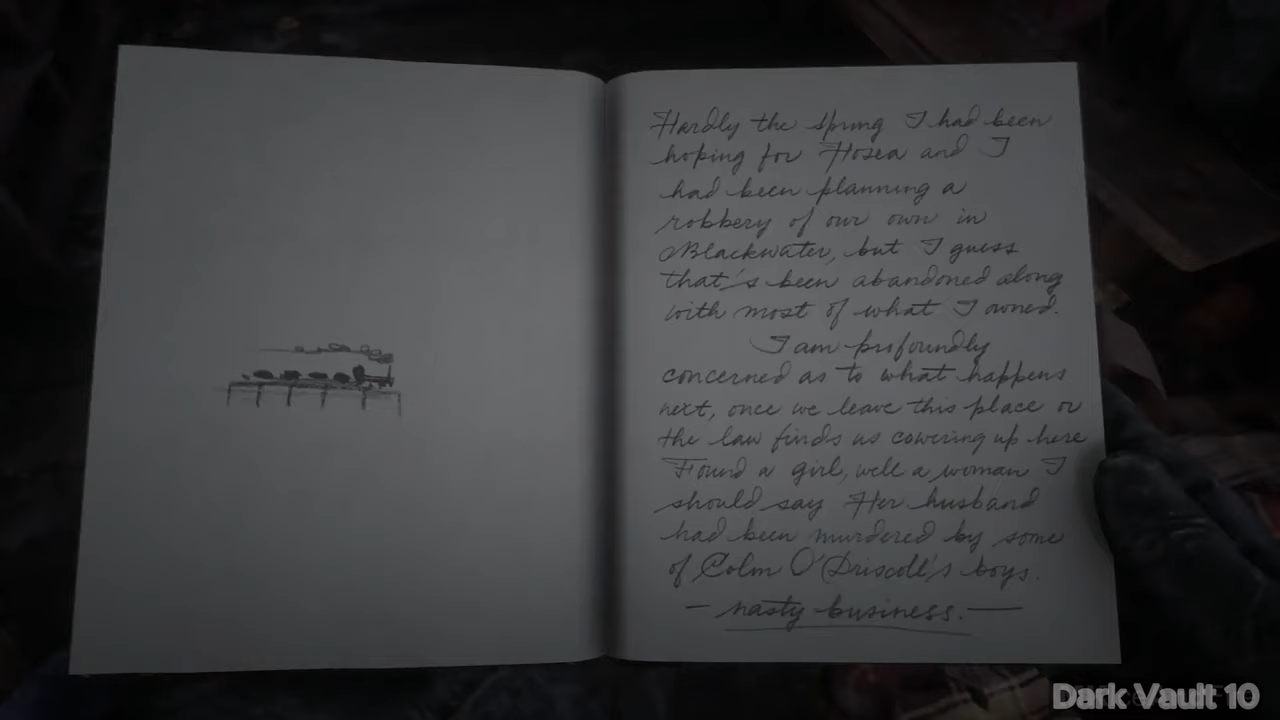 Hardly the spring I had been
hoping for Hosea and I
had been planning a
robbery of our own in
Blackwater, but I guess
that's been abandoned along
with most of what I owned.
I am profoundly
concerned as to what happens
next, once we leave this place or
the law finds us cowering up here
Found a girl, well a woman I
should say Her husband
had been murdered by some
of Colm O'Driscoll's boys.
— nasty business. —
Dark Vault 10